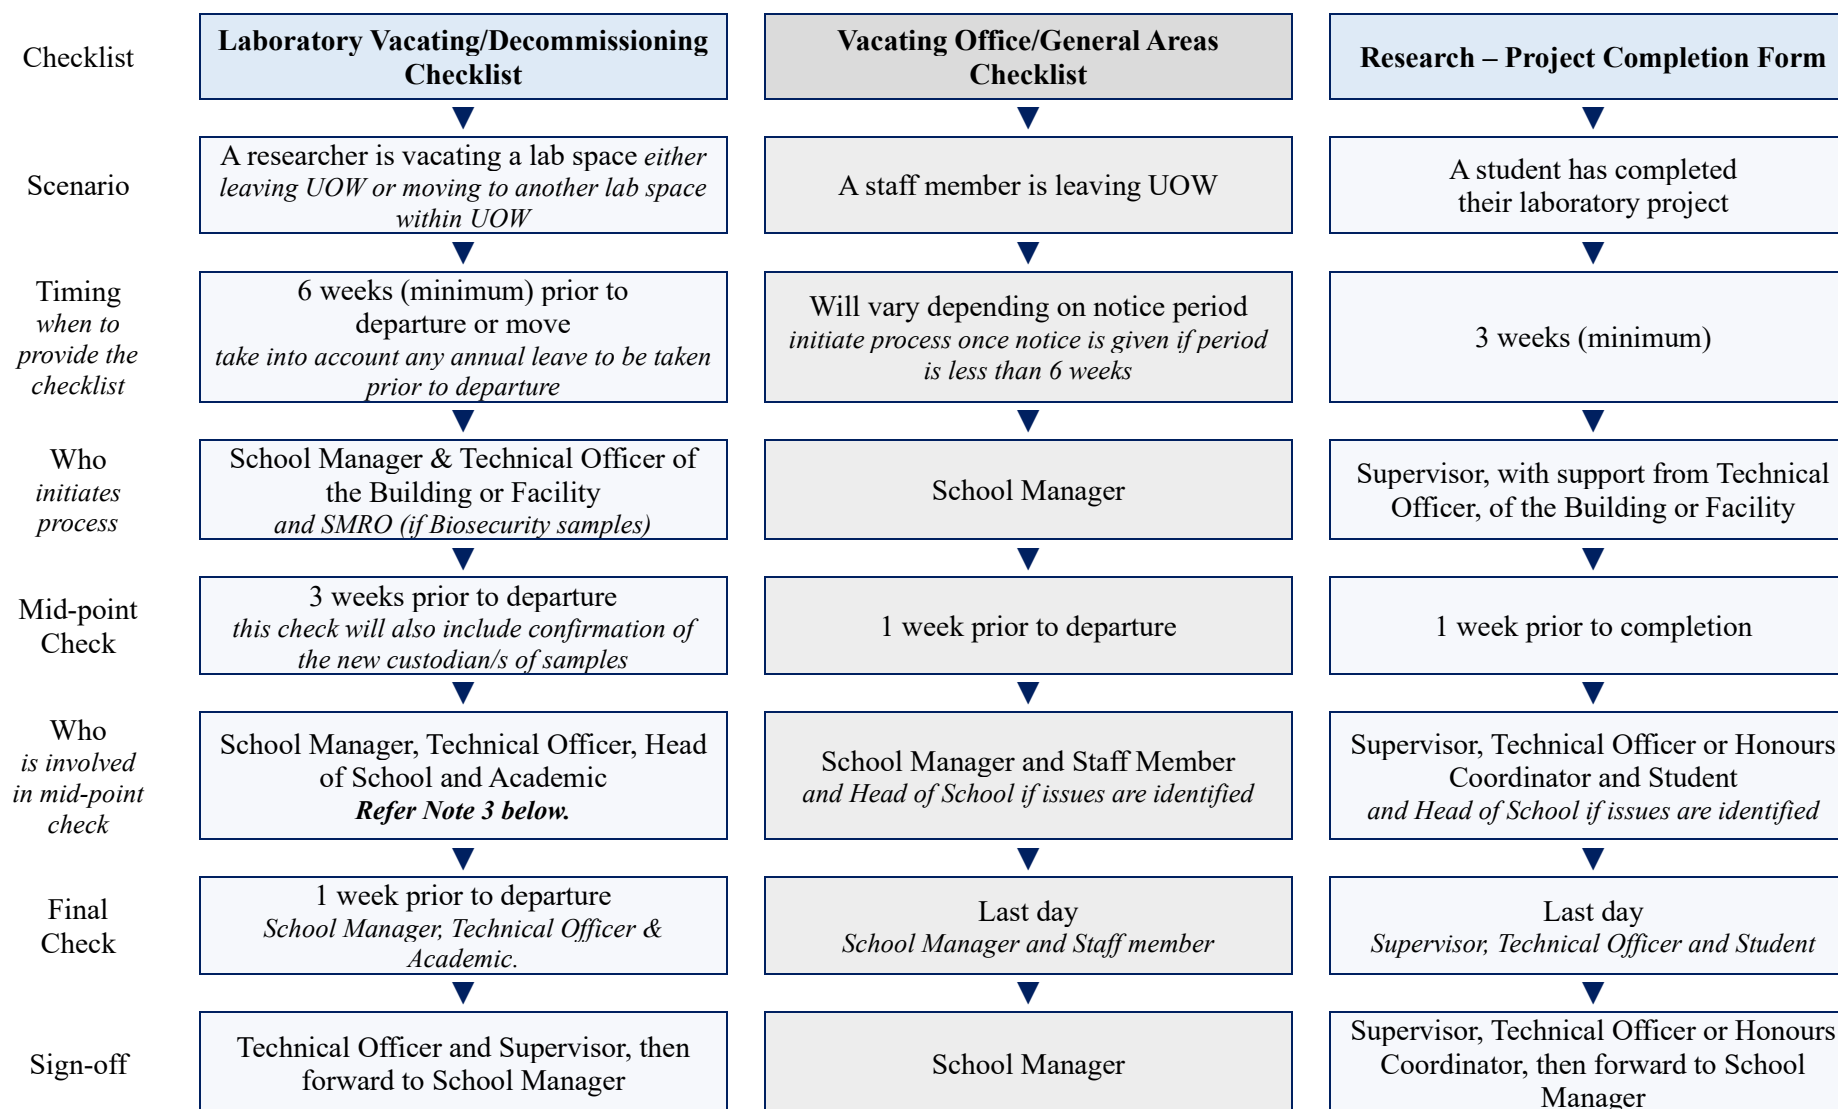 Checklist
Laboratory Vacating/Decommissioning
Checklist
Vacating Office/General Areas
Checklist
Research – Project Completion Form
Scenario
A researcher is vacating a lab space either
leaving UOW or moving to another lab space
within UOW
A staff member is leaving UOW
A student has completed
their laboratory project
Timing
when to
provide the
checklist
6 weeks (minimum) prior to
departure or move
take into account any annual leave to be taken
prior to departure
Will vary depending on notice period
initiate process once notice is given if period
is less than 6 weeks
3 weeks (minimum)
Who
initiates
process
School Manager & Technical Officer of
the Building or Facility
and SMRO (if Biosecurity samples)
School Manager
Supervisor, with support from Technical
Officer, of the Building or Facility
Mid-point
Check
3 weeks prior to departure
this check will also include confirmation of
the new custodian/s of samples
1 week prior to departure
1 week prior to completion
Who
is involved
in mid-point
check
School Manager, Technical Officer, Head
of School and Academic
Refer Note 3 below.
School Manager and Staff Member
and Head of School if issues are identified
Supervisor, Technical Officer or Honours
Coordinator and Student
and Head of School if issues are identified
Final
Check
1 week prior to departure
School Manager, Technical Officer &
Academic.
Last day
School Manager and Staff member
Last day
Supervisor, Technical Officer and Student
Sign-off
Technical Officer and Supervisor, then
forward to School Manager
School Manager
Supervisor, Technical Officer or Honours
Coordinator, then forward to School
Manager